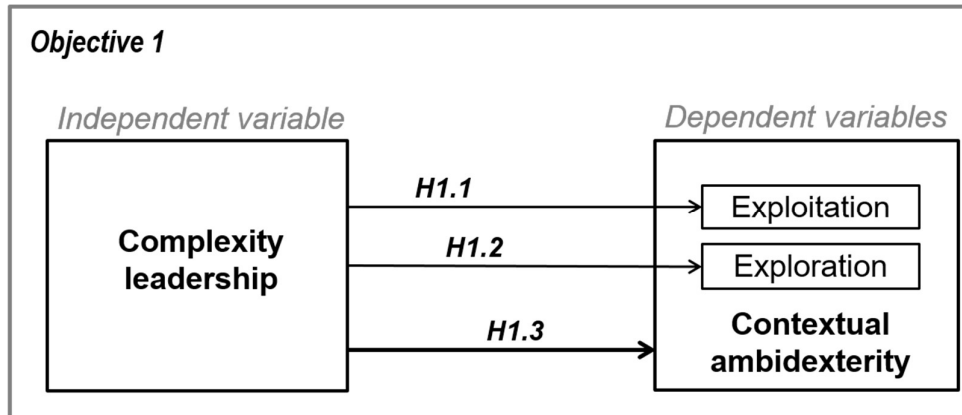 Objective 1
Independent variable
Dependent variables
Complexity
leadership
H1.1
H1.2
H1.3
Exploitation
Exploration
Contextual
ambidexterity